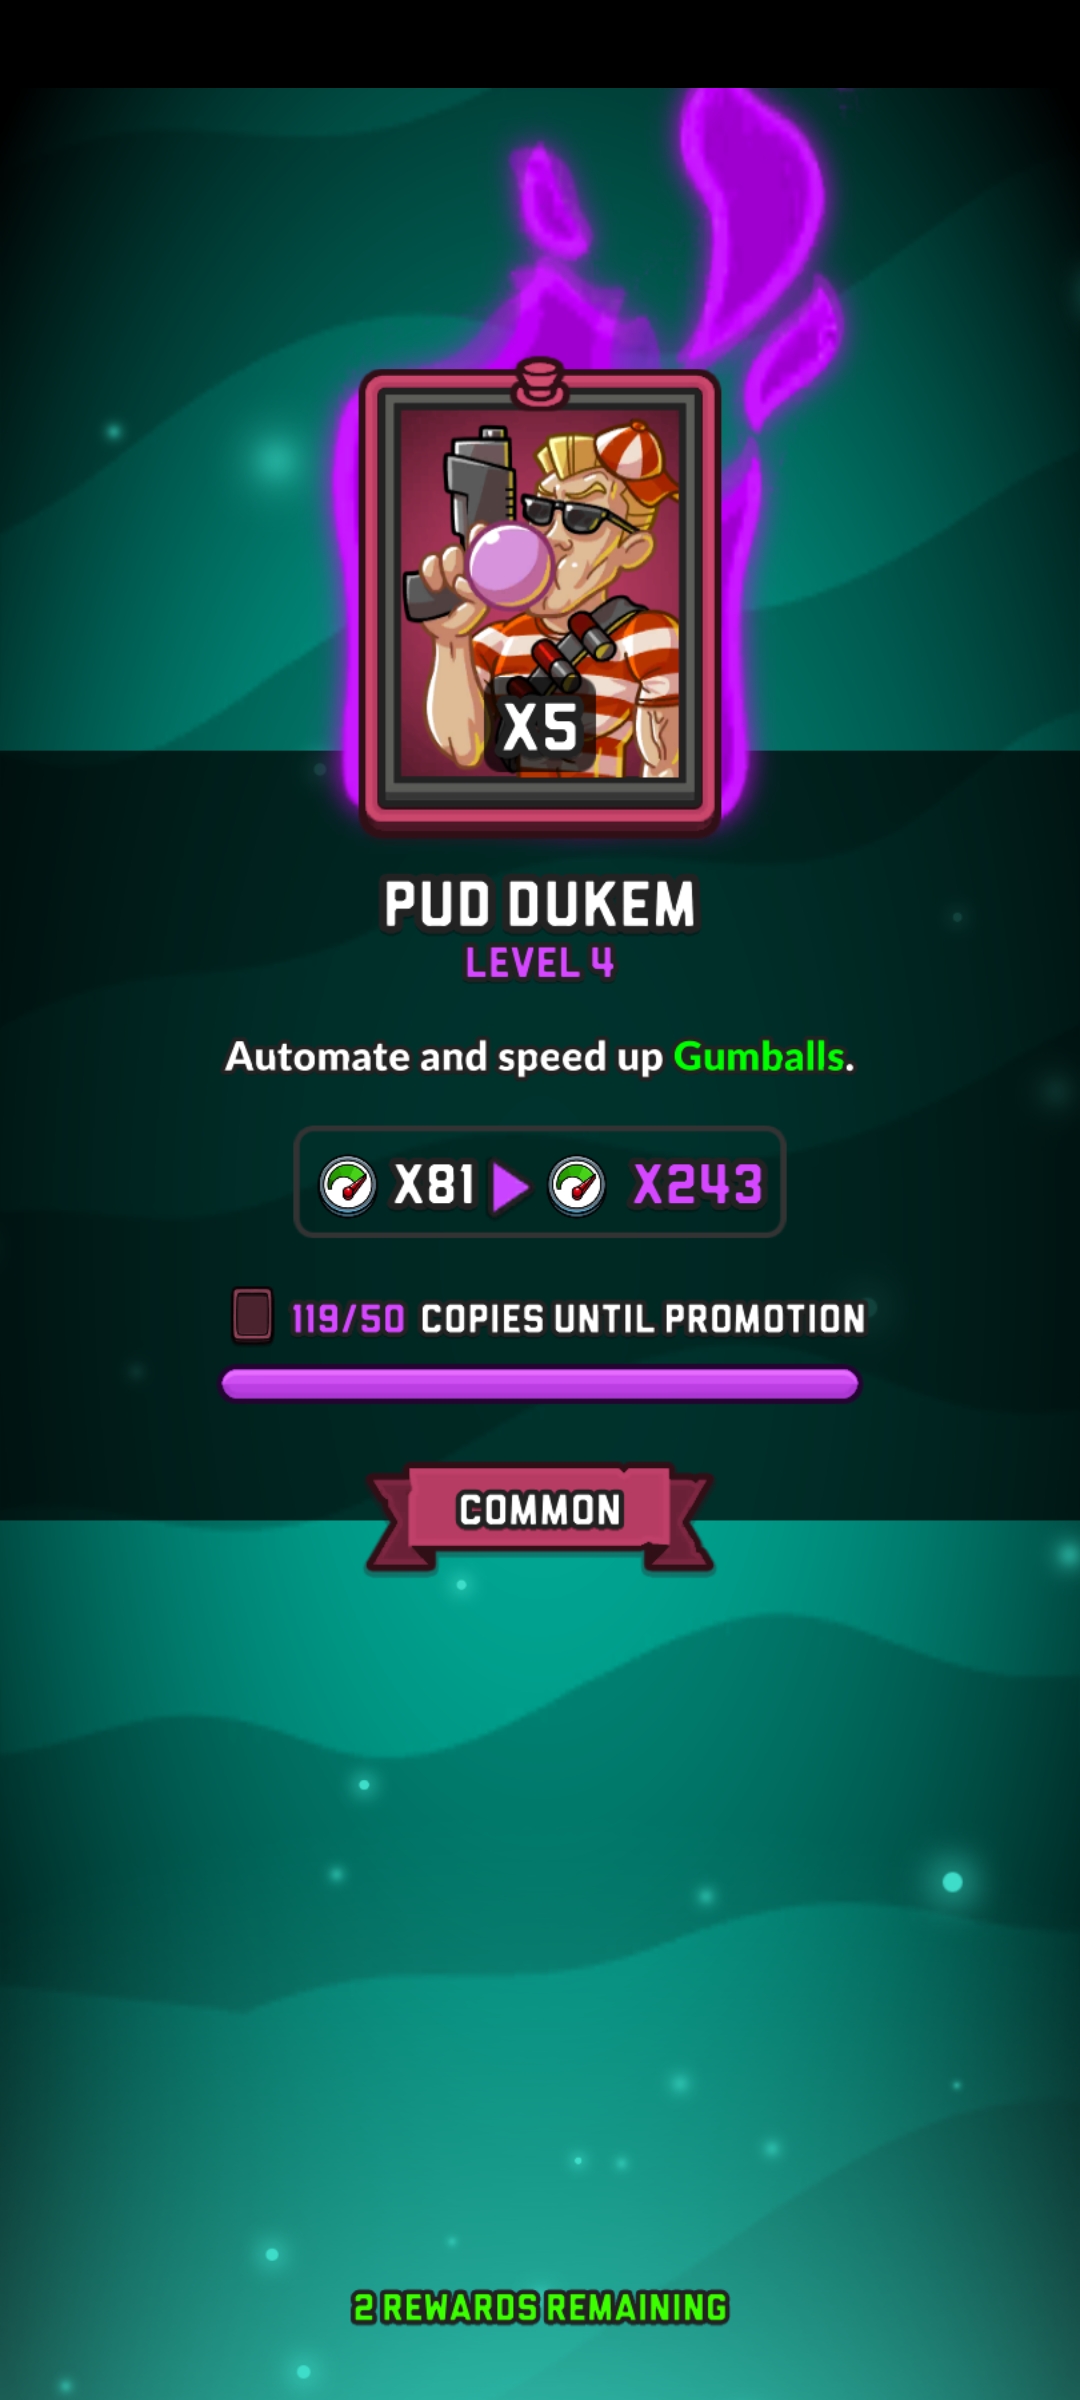 X5
PUD DUKEM
LEVEL 4
Automate and speed up Gumballs.
X81 X243
119/50 COPIES UNTIL PROMOTION
COMMON
2 REWARDS REMAINING